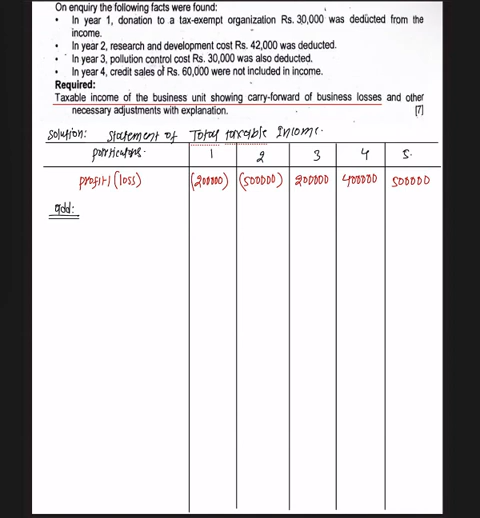 On enquiry the following facts were found:
• In year 1, donation to a tax-exempt organization Rs. 30,000 was deducted from the
income.
• In year 2, research and development cost Rs. 42,000 was deducted.
• In year 3, pollution control cost Rs. 30,000 was also deducted.
• In year 4, credit sales of Rs. 60,000 were not included in income.
Required:
Taxable income of the business unit showing carry-forward of business losses and other
necessary adjustments with explanation. [7]
Solution: Statement of Total taxable Income.
particulars. 1 2 3 4 5.
profit (loss) (200000) (500000) 200000 400000 500000
add: